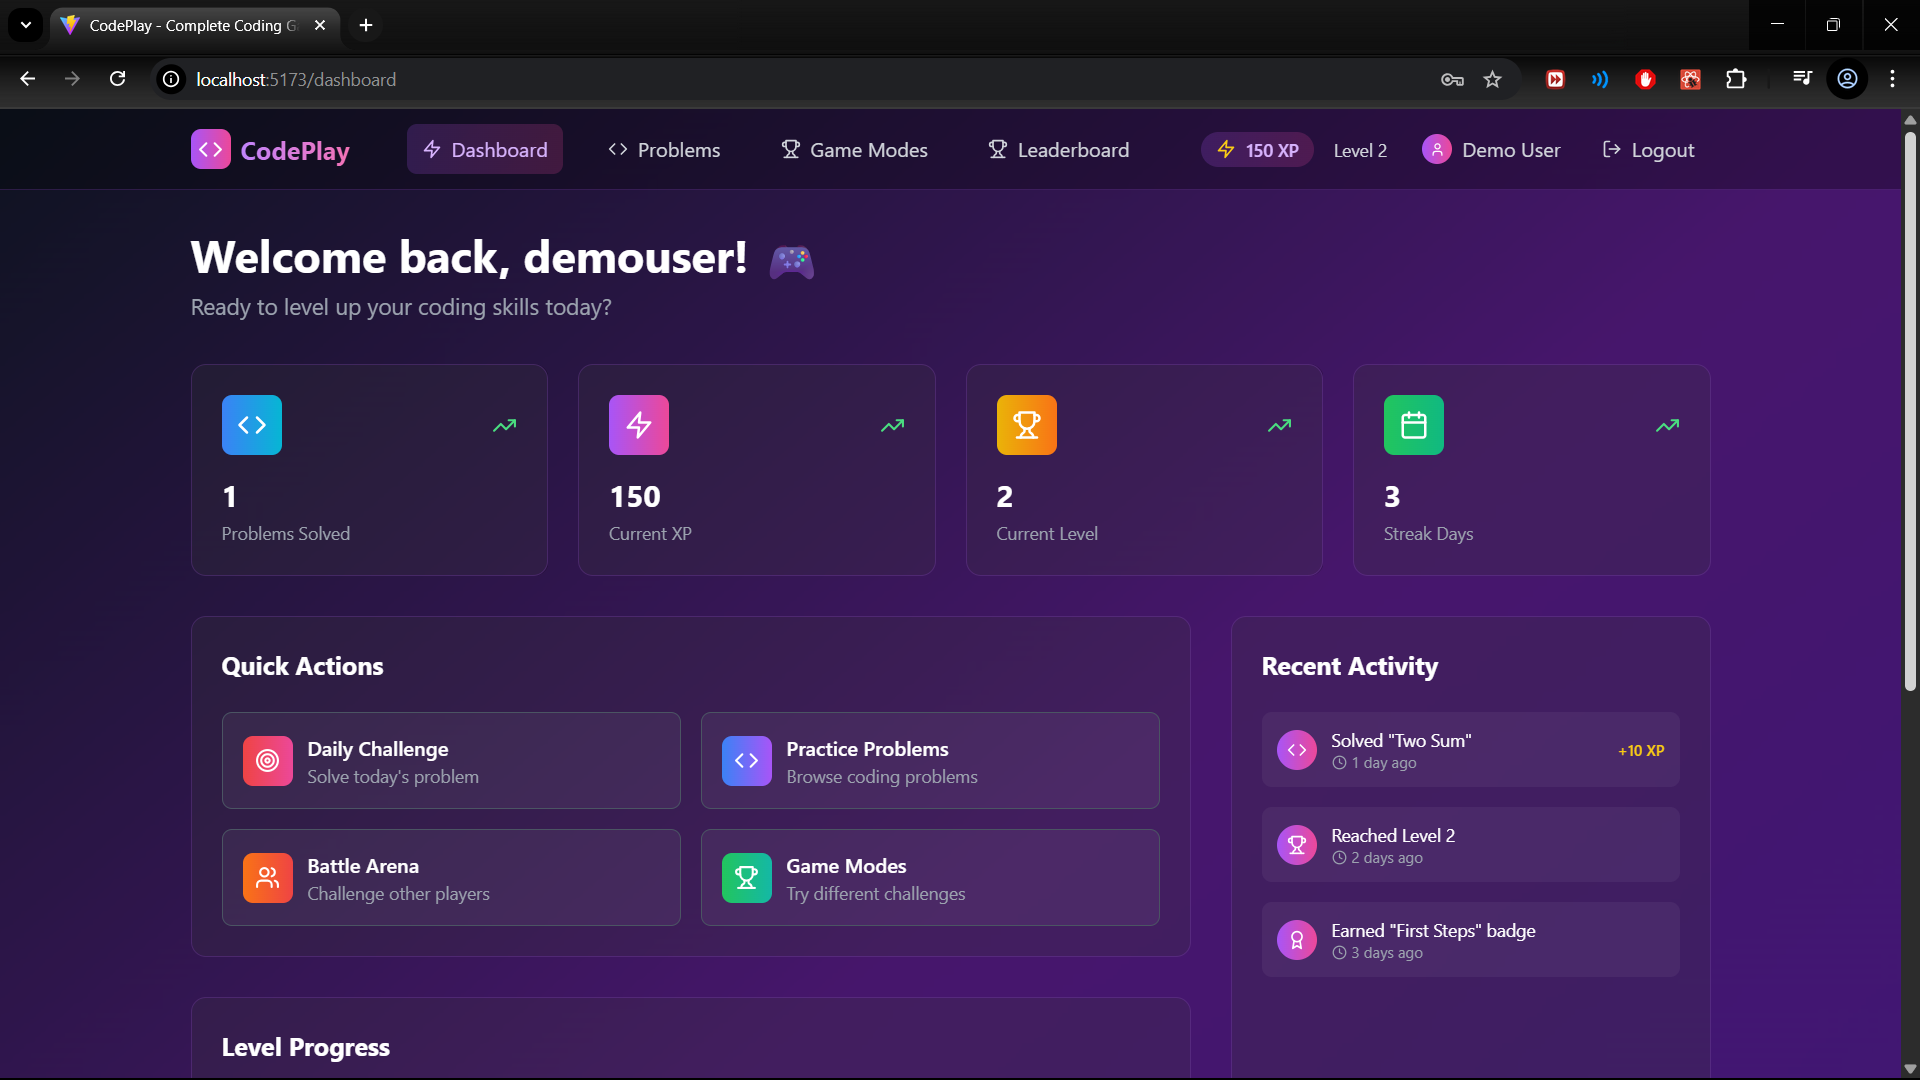 CodePlay - Complete Coding G
localhost:5173/dashboard
CodePlay
Dashboard
Problems
Game Modes
Leaderboard
150 XP
Level 2
Demo User
Logout
Welcome back, demouser!
Ready to level up your coding skills today?
1
Problems Solved
150
Current XP
2
Current Level
3
Streak Days
Quick Actions
Daily Challenge
Solve today's problem
Practice Problems
Browse coding problems
Battle Arena
Challenge other players
Game Modes
Try different challenges
Recent Activity
Solved "Two Sum"
1 day ago
+10 XP
Reached Level 2
2 days ago
Earned "First Steps" badge
3 days ago
Level Progress